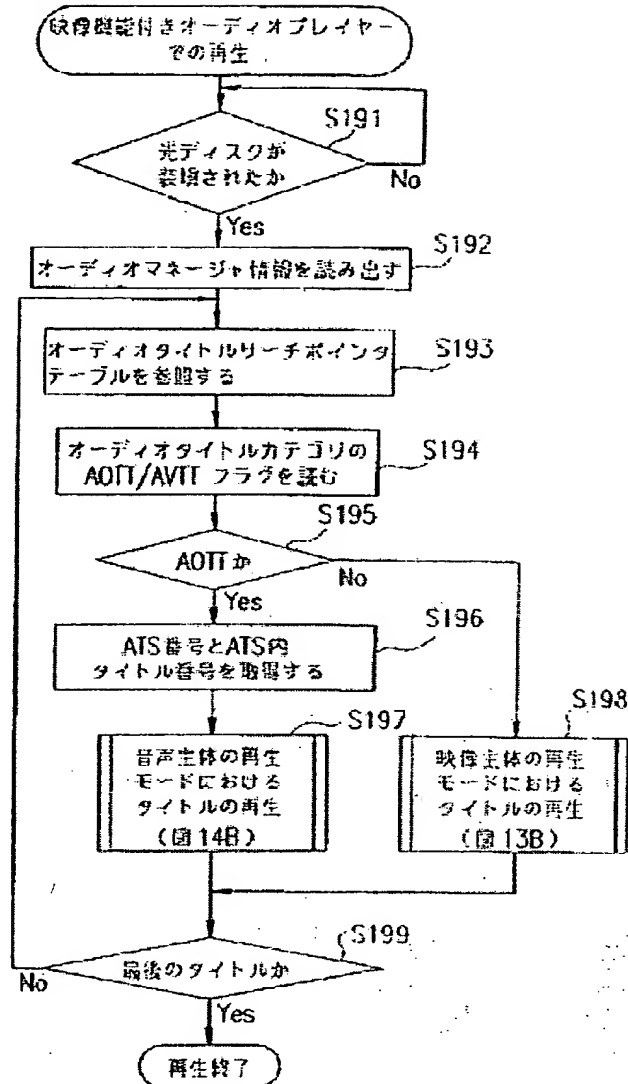 映像機能付きオーディオプレイヤー
での再生
S191
光ディスクが
装填されたか
No
Yes
S192
オーディオマネージャ情報を読み出す
S193
オーディオタイトルサーチポインタ
テーブルを参照する
S194
オーディオタイトルカテゴリの
AOTT/AVTT フラグを読む
S195
AOTTか
No
Yes
S196
ATS番号とATS内
タイトル番号を取得する
S197
音声主体の再生
モードにおける
タイトルの再生
(図14B)
S198
映像主体の再生
モードにおける
タイトルの再生
(図13B)
S199
最後のタイトルか
No
Yes
再生終了